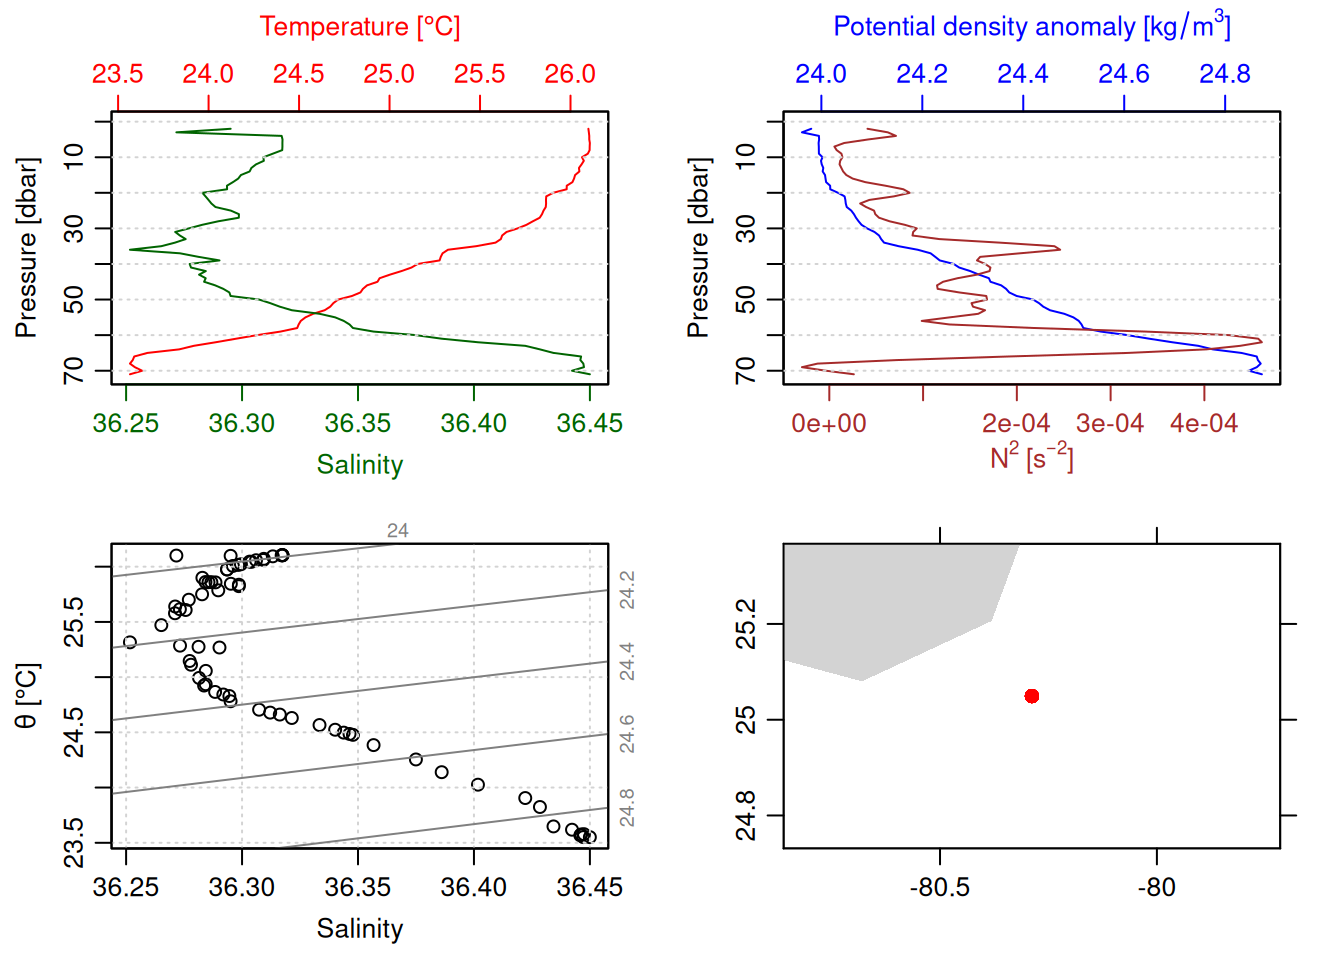 Temperature [°C]
23.5 24.0 24.5 25.0 25.5 26.0
Pressure [dbar]
10
30
50
70
36.25 36.30 36.35 36.40 36.45
Salinity
Potential density anomaly [kg/m³]
24.0 24.2 24.4 24.6 24.8
Pressure [dbar]
10
30
50
70
0e+00 2e-04 3e-04 4e-04
N² [s⁻²]
24
24.2
24.4
24.6
24.8
θ [°C]
25.5
24.5
23.5
36.25 36.30 36.35 36.40 36.45
Salinity
25.2
25
24.8
-80.5 -80